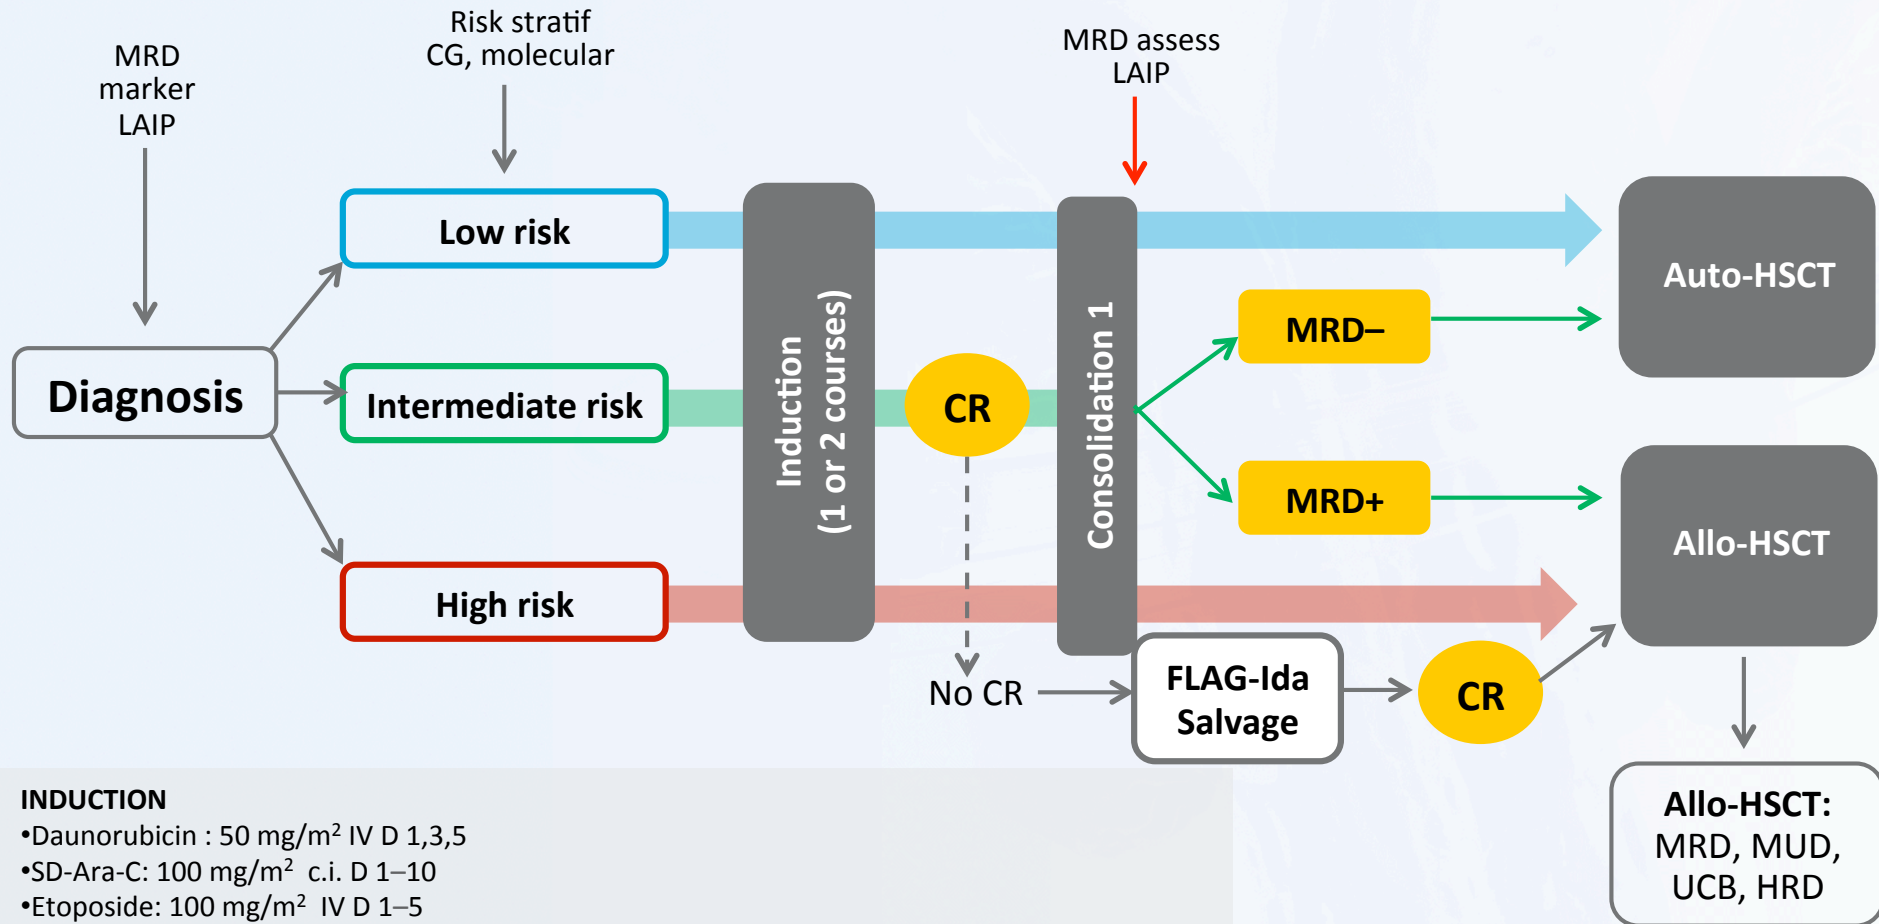 MRD
marker
LAIP
Risk stratif
CG, molecular
MRD assess
LAIP
Diagnosis
Low risk
Intermediate risk
High risk
Induction
(1 or 2 courses)
CR
No CR
Consolidation 1
MRD–
MRD+
FLAG-Ida
Salvage
CR
Auto-HSCT
Allo-HSCT
Allo-HSCT:
MRD, MUD,
UCB, HRD
INDUCTION
•Daunorubicin : 50 mg/m² IV D 1,3,5
•SD-Ara-C: 100 mg/m² c.i. D 1–10
•Etoposide: 100 mg/m² IV D 1–5